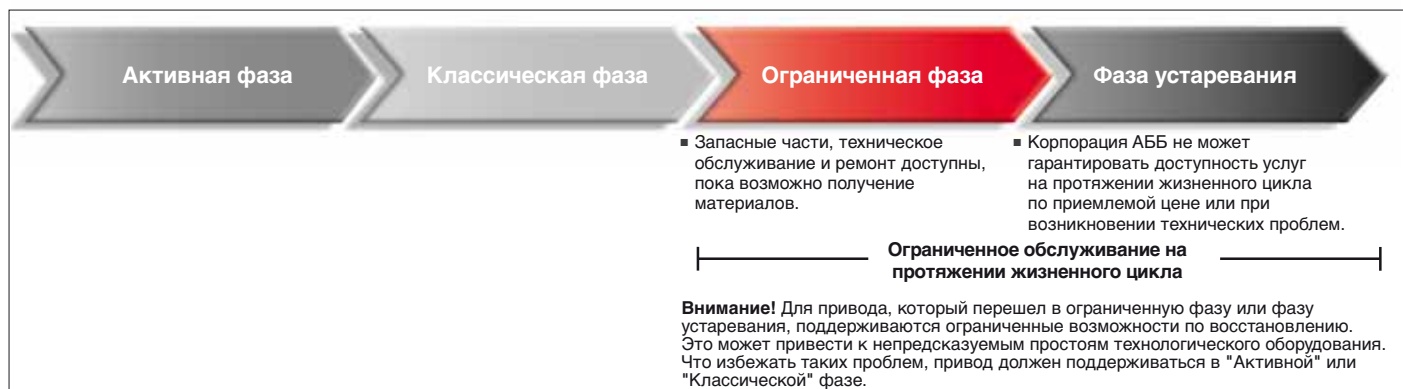 Активная фаза
Классическая фаза
Ограниченная фаза
Фаза устаревания
▪ Запасные части, техническое
обслуживание и ремонт доступны,
пока возможно получение
материалов.
▪ Корпорация АББ не может
гарантировать доступность услуг
на протяжении жизненного цикла
по приемлемой цене или при
возникновении технических проблем.
Ограниченное обслуживание на
протяжении жизненного цикла
Внимание! Для привода, который перешел в ограниченную фазу или фазу
устаревания, поддерживаются ограниченные возможности по восстановлению.
Это может привести к непредсказуемым простоям технологического оборудования.
Что избежать таких проблем, привод должен поддерживаться в "Активной" или
"Классической" фазе.